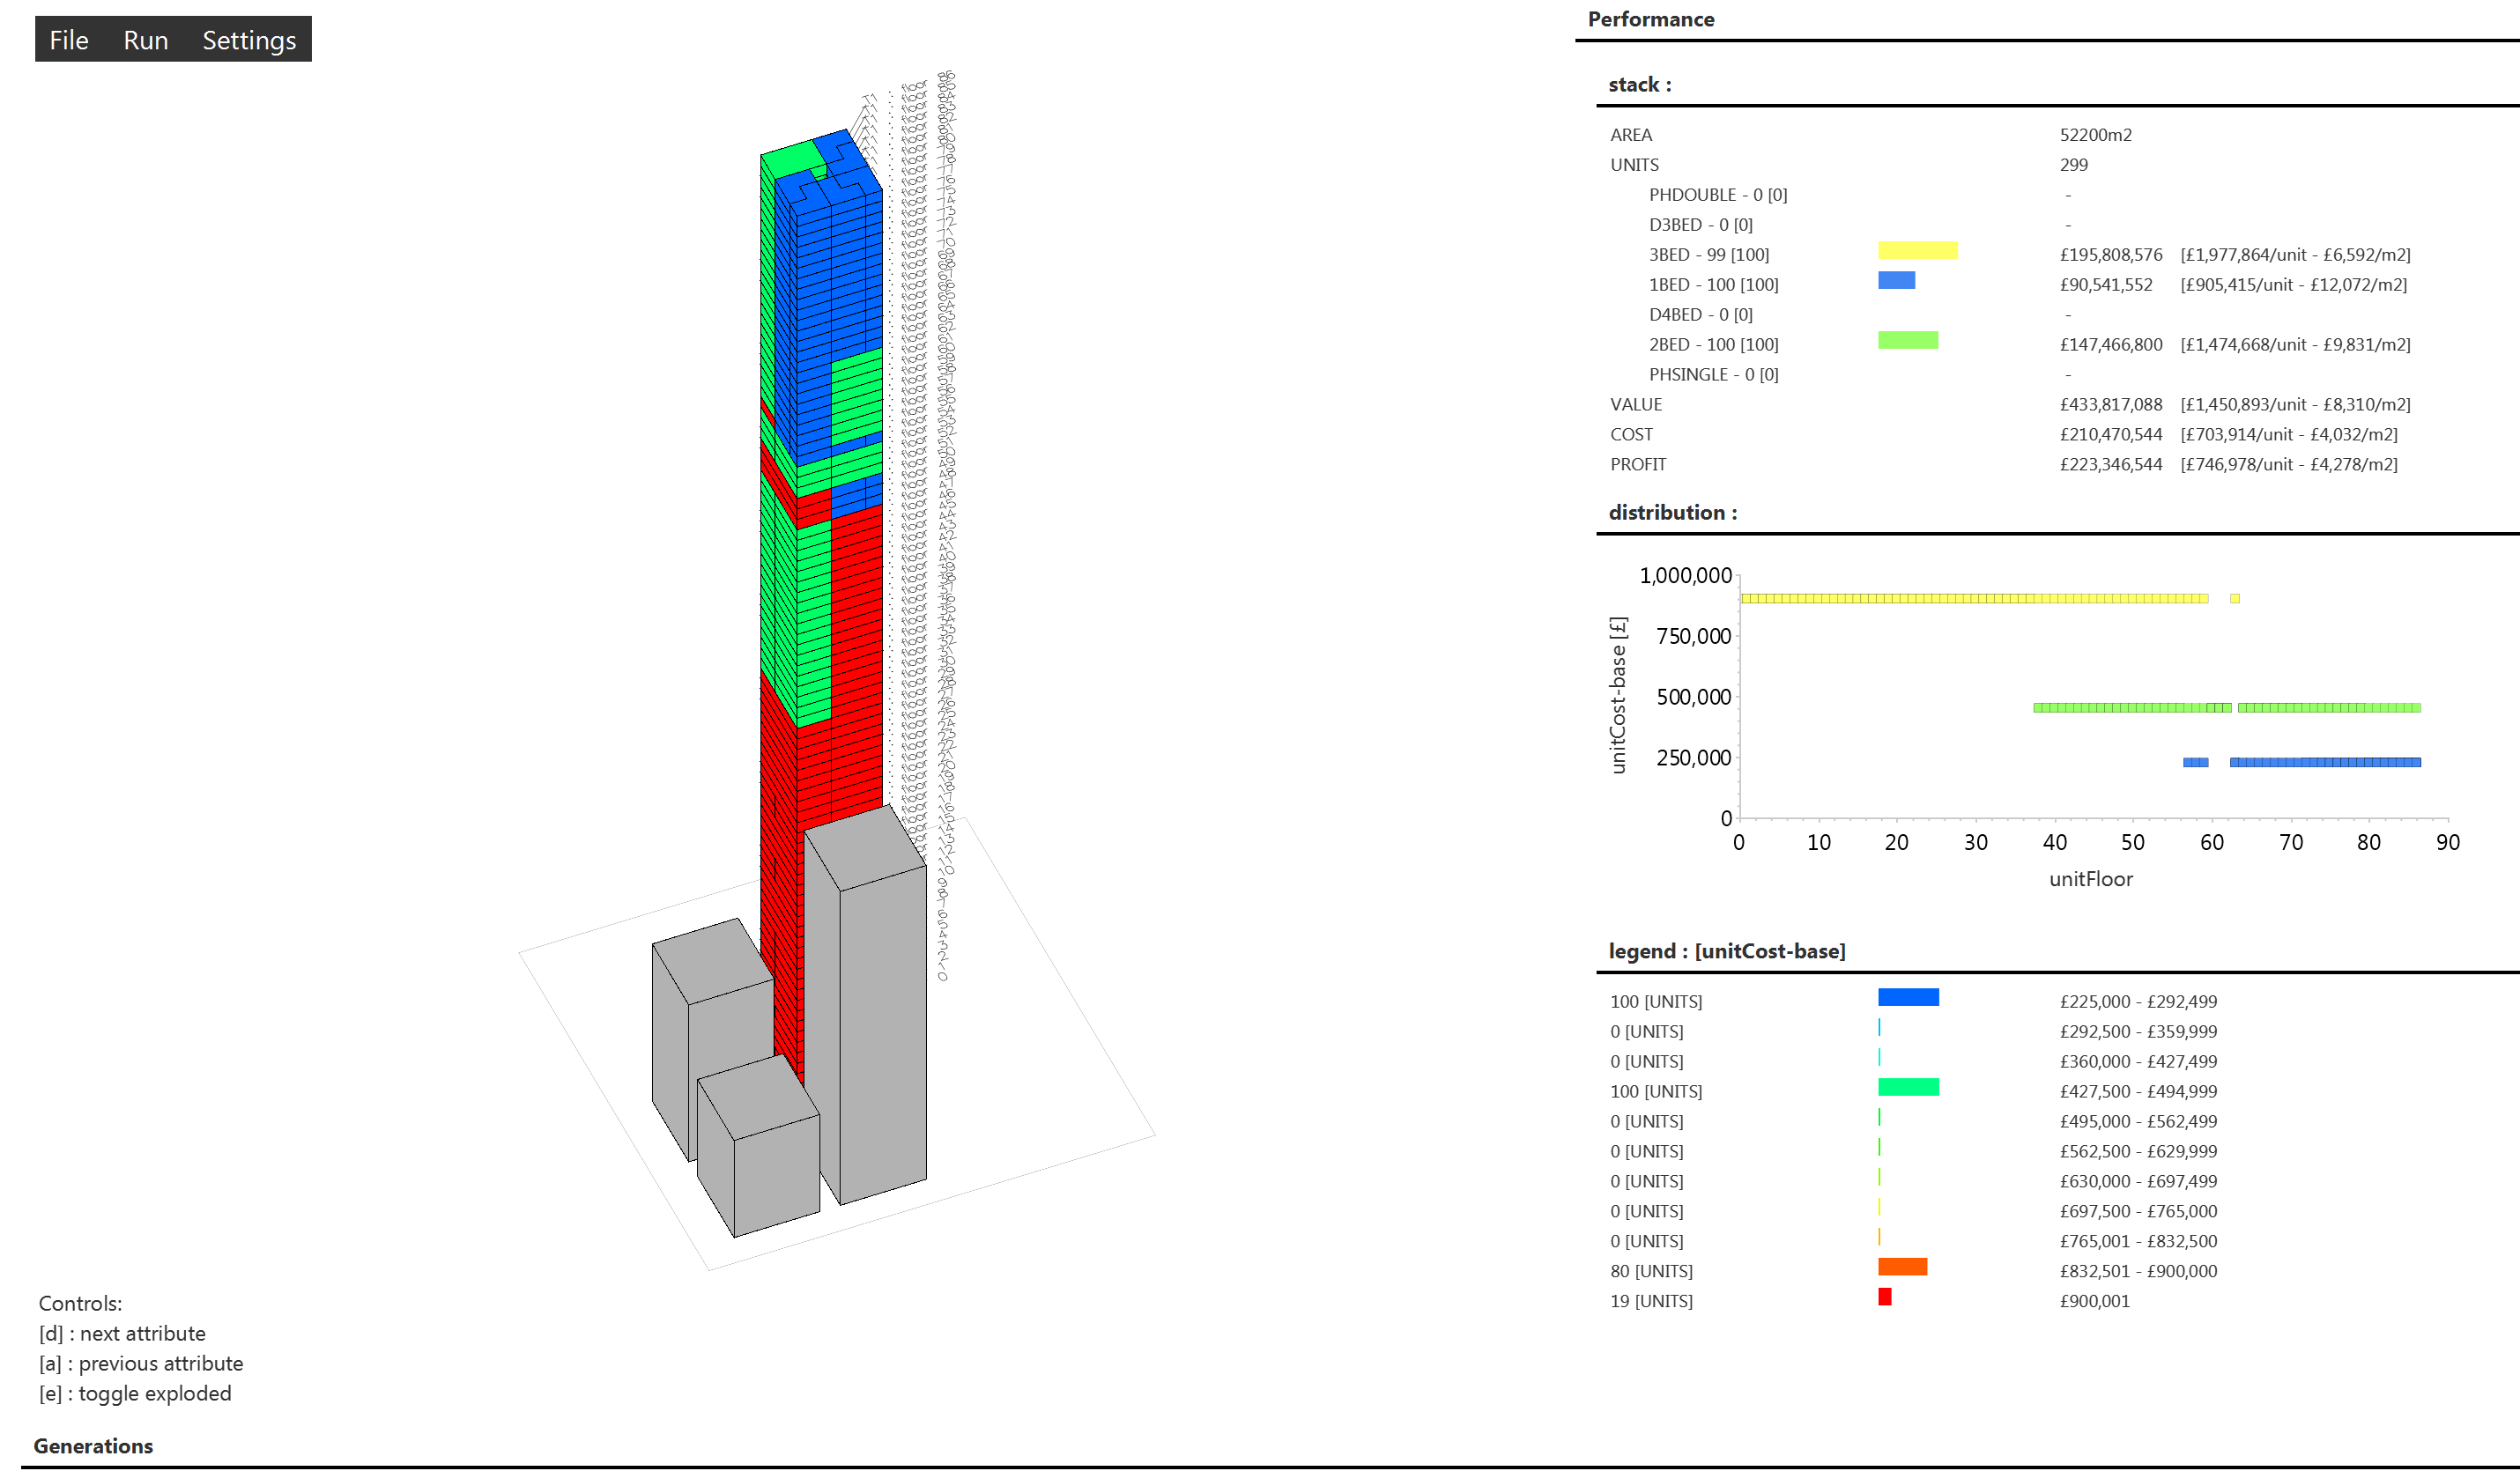 File Run Settings
Performance
stack :
AREA 52200m2
UNITS 299
PHDOUBLE - 0 [0] -
D3BED - 0 [0] -
3BED - 99 [100] £195,808,576 [£1,977,864/unit - £6,592/m2]
1BED - 100 [100] £90,541,552 [£905,415/unit - £12,072/m2]
D4BED - 0 [0] -
2BED - 100 [100] £147,466,800 [£1,474,668/unit - £9,831/m2]
PHSINGLE - 0 [0] -
VALUE £433,817,088 [£1,450,893/unit - £8,310/m2]
COST £210,470,544 [£703,914/unit - £4,032/m2]
PROFIT £223,346,544 [£746,978/unit - £4,278/m2]
distribution :
unitCost-base [£]
1,000,000
750,000
500,000
250,000
0
0 10 20 30 40 50 60 70 80 90
unitFloor
legend : [unitCost-base]
100 [UNITS] £225,000 - £292,499
0 [UNITS] £292,500 - £359,999
0 [UNITS] £360,000 - £427,499
100 [UNITS] £427,500 - £494,999
0 [UNITS] £495,000 - £562,499
0 [UNITS] £562,500 - £629,999
0 [UNITS] £630,000 - £697,499
0 [UNITS] £697,500 - £765,000
0 [UNITS] £765,001 - £832,500
80 [UNITS] £832,501 - £900,000
19 [UNITS] £900,001
Controls:
[d] : next attribute
[a] : previous attribute
[e] : toggle exploded
Generations